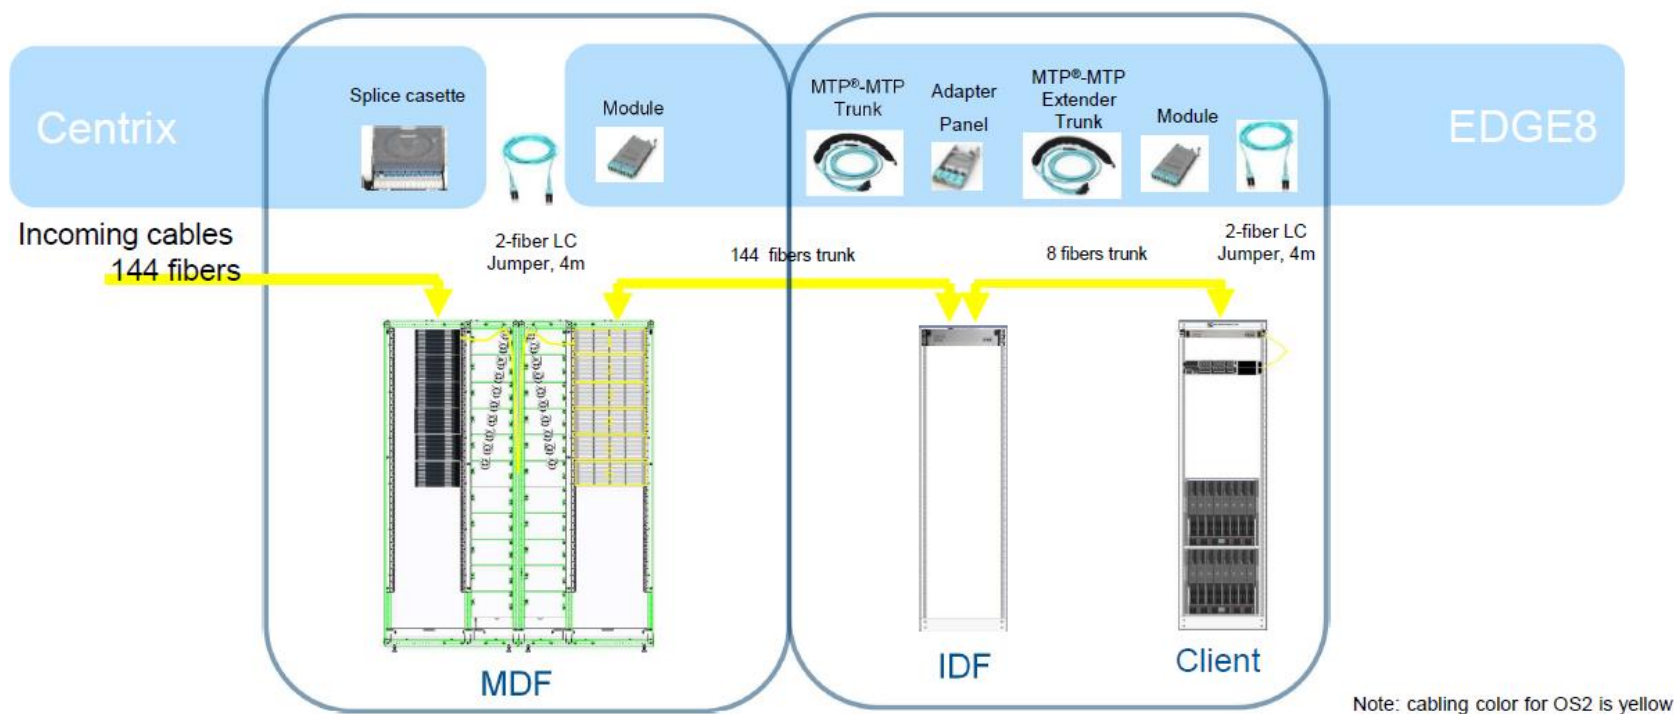 Centrix
Splice casette
Module
MTP®-MTP
Trunk
Adapter
Panel
MTP®-MTP
Extender
Trunk
Module
EDGE8
Incoming cables
144 fibers
2-fiber LC
Jumper, 4m
144 fibers trunk
8 fibers trunk
2-fiber LC
Jumper, 4m
MDF
IDF
Client
Note: cabling color for OS2 is yellow